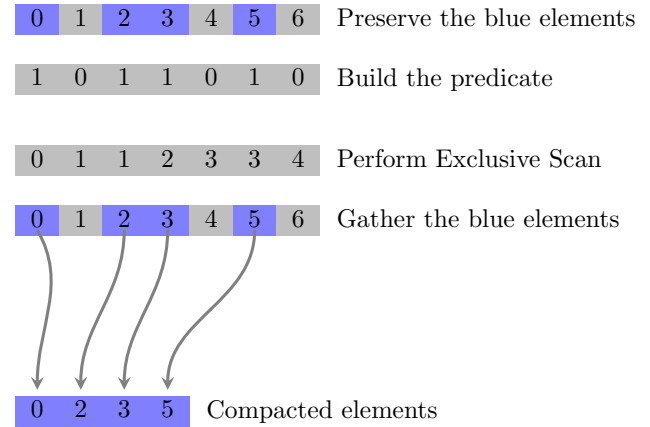 0 1 2 3 4 5 6 Preserve the blue elements
1 0 1 1 0 1 0 Build the predicate
0 1 1 2 3 3 4 Perform Exclusive Scan
0 1 2 3 4 5 6 Gather the blue elements
0 2 3 5 Compacted elements